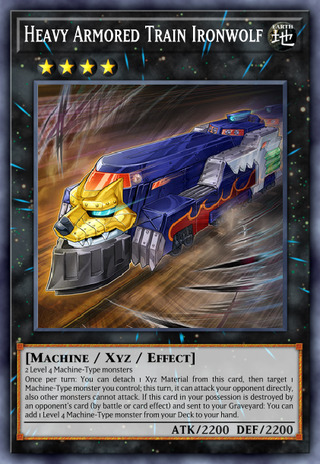 Heavy Armored Train Ironwolf
EARTH
地
[Machine / Xyz / Effect]
2 Level 4 Machine-Type monsters
Once per turn: You can detach 1 Xyz Material from this card, then target 1
Machine-Type monster you control; this turn, it can attack your opponent directly,
also other monsters cannot attack. If this card in your possession is destroyed by
an opponent's card (by battle or card effect) and sent to your Graveyard: You can
add 1 Level 4 Machine-Type monster from your Deck to your hand.
ATK/2200 DEF/2200